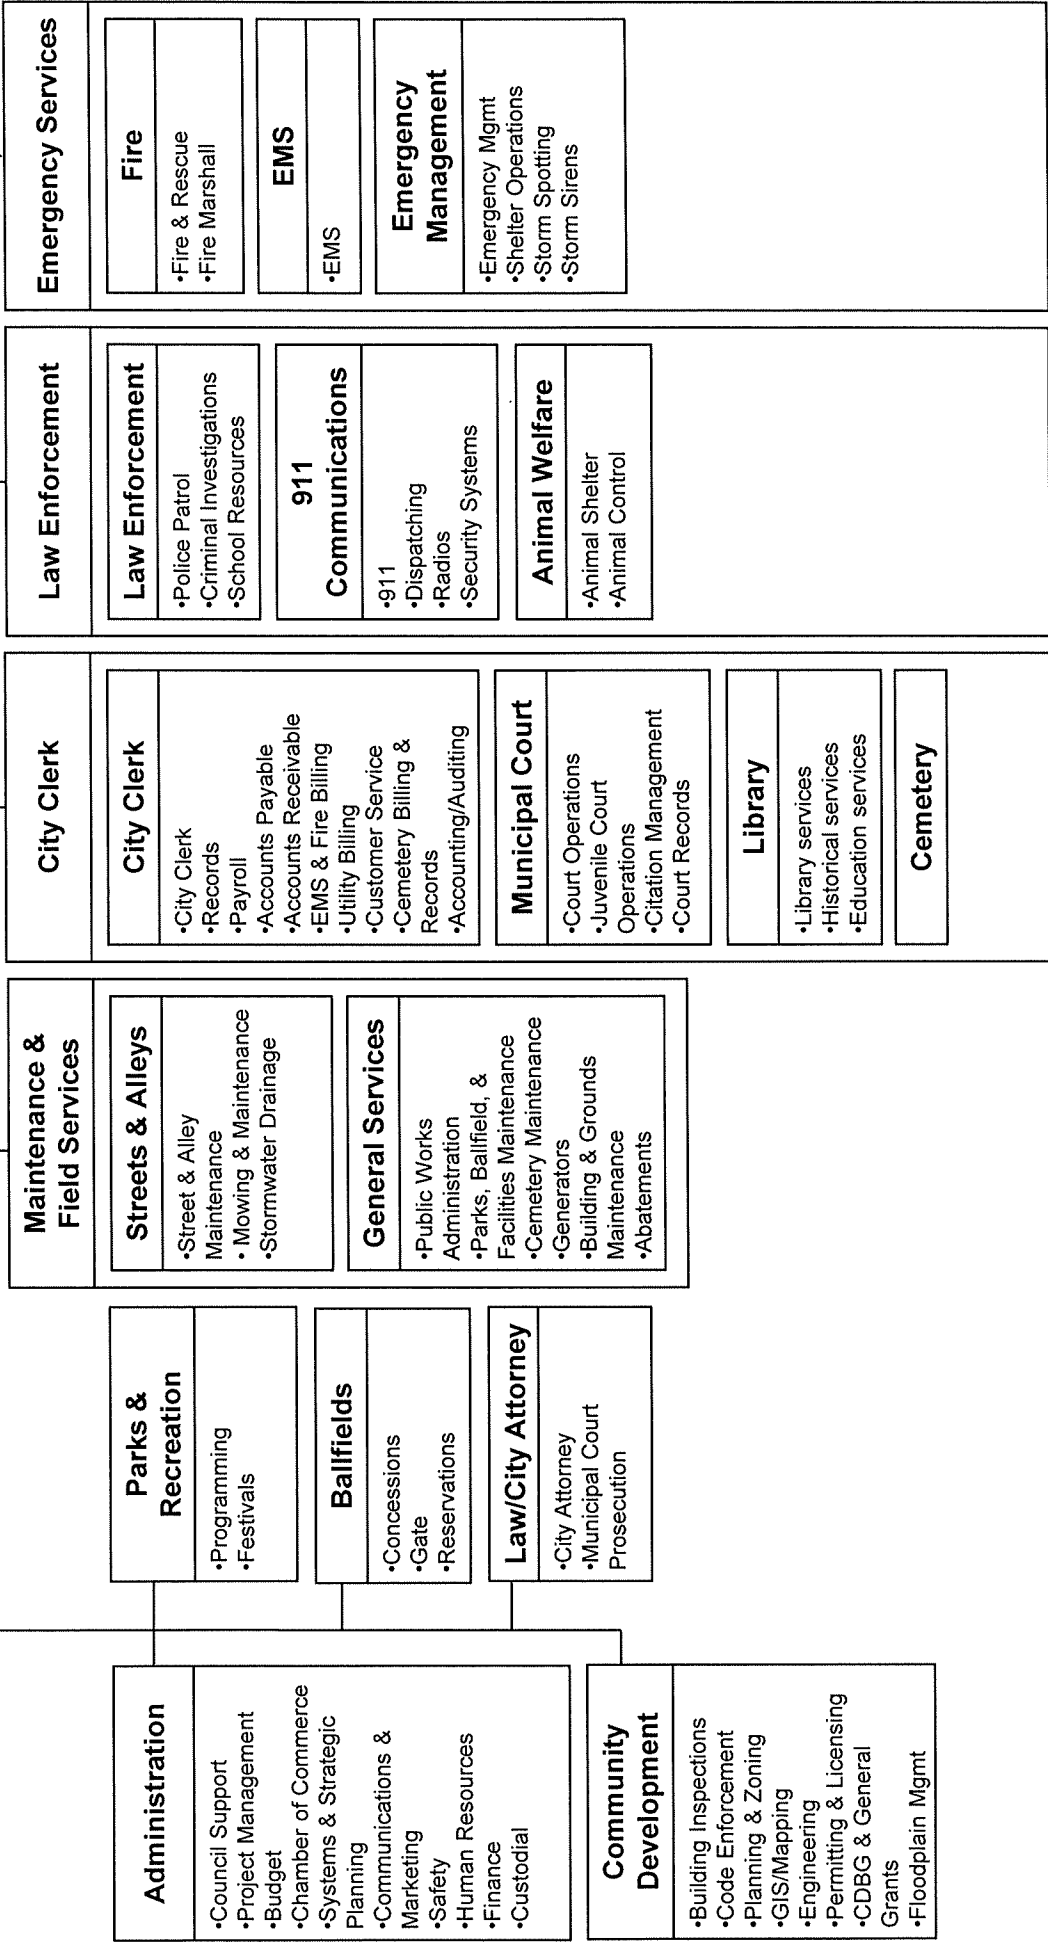 Administration
•Council Support
•Project Management
•Budget
•Chamber of Commerce
•Systems & Strategic
Planning
•Communications &
Marketing
•Safety
•Human Resources
•Finance
•Custodial
Community
Development
•Building Inspections
•Code Enforcement
•Planning & Zoning
•GIS/Mapping
•Engineering
•Permitting & Licensing
•CDBG & General
Grants
•Floodplain Mgmt
Parks &
Recreation
•Programming
•Festivals
Ballfields
•Concessions
•Gate
•Reservations
Law/City Attorney
•City Attorney
•Municipal Court
Prosecution
Maintenance &
Field Services
Streets & Alleys
•Street & Alley
Maintenance
• Mowing & Maintenance
•Stormwater Drainage
General Services
•Public Works
Administration
•Parks, Ballfield, &
Facilities Maintenance
•Cemetery Maintenance
•Generators
•Building & Grounds
Maintenance
•Abatements
City Clerk
City Clerk
•City Clerk
•Records
•Payroll
•Accounts Payable
•Accounts Receivable
•EMS & Fire Billing
•Utility Billing
•Customer Service
•Cemetery Billing &
Records
•Accounting/Auditing
Municipal Court
•Court Operations
•Juvenile Court
Operations
•Citation Management
•Court Records
Library
•Library services
•Historical services
•Education services
Cemetery
Law Enforcement
Law Enforcement
•Police Patrol
•Criminal Investigations
•School Resources
911
Communications
•911
•Dispatching
•Radios
•Security Systems
Animal Welfare
•Animal Shelter
•Animal Control
Emergency Services
Fire
•Fire & Rescue
•Fire Marshall
EMS
•EMS
Emergency
Management
•Emergency Mgmt
•Shelter Operations
•Storm Spotting
•Storm Sirens